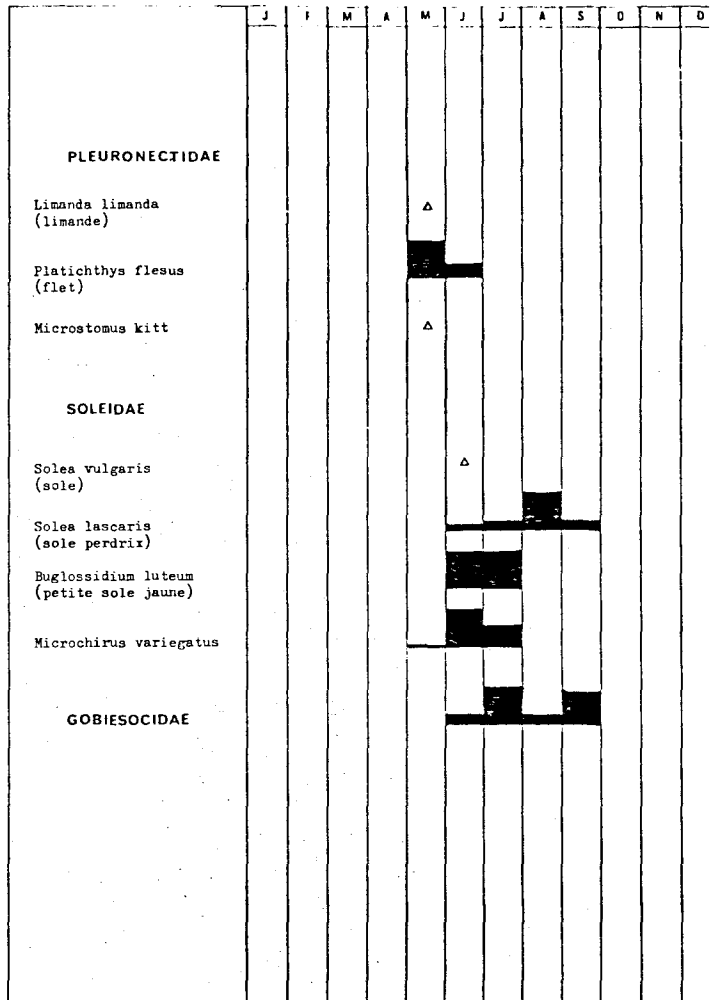 J F M A M J J A S O N D
PLEURONECTIDAE
Limanda limanda
(limande)
Platichthys flesus
(flet)
Microstomus kitt
SOLEIDAE
Solea vulgaris
(sole)
Solea lascaris
(sole perdrix)
Buglossidium luteum
(petite sole jaune)
Microchirus variegatus
GOBIESOCIDAE